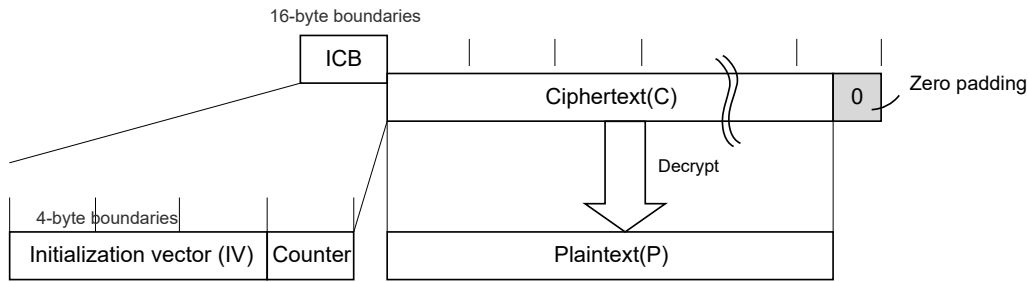 16-byte boundaries
ICB
Ciphertext(C)
0
Zero padding
Decrypt
4-byte boundaries
Initialization vector (IV)
Counter
Plaintext(P)